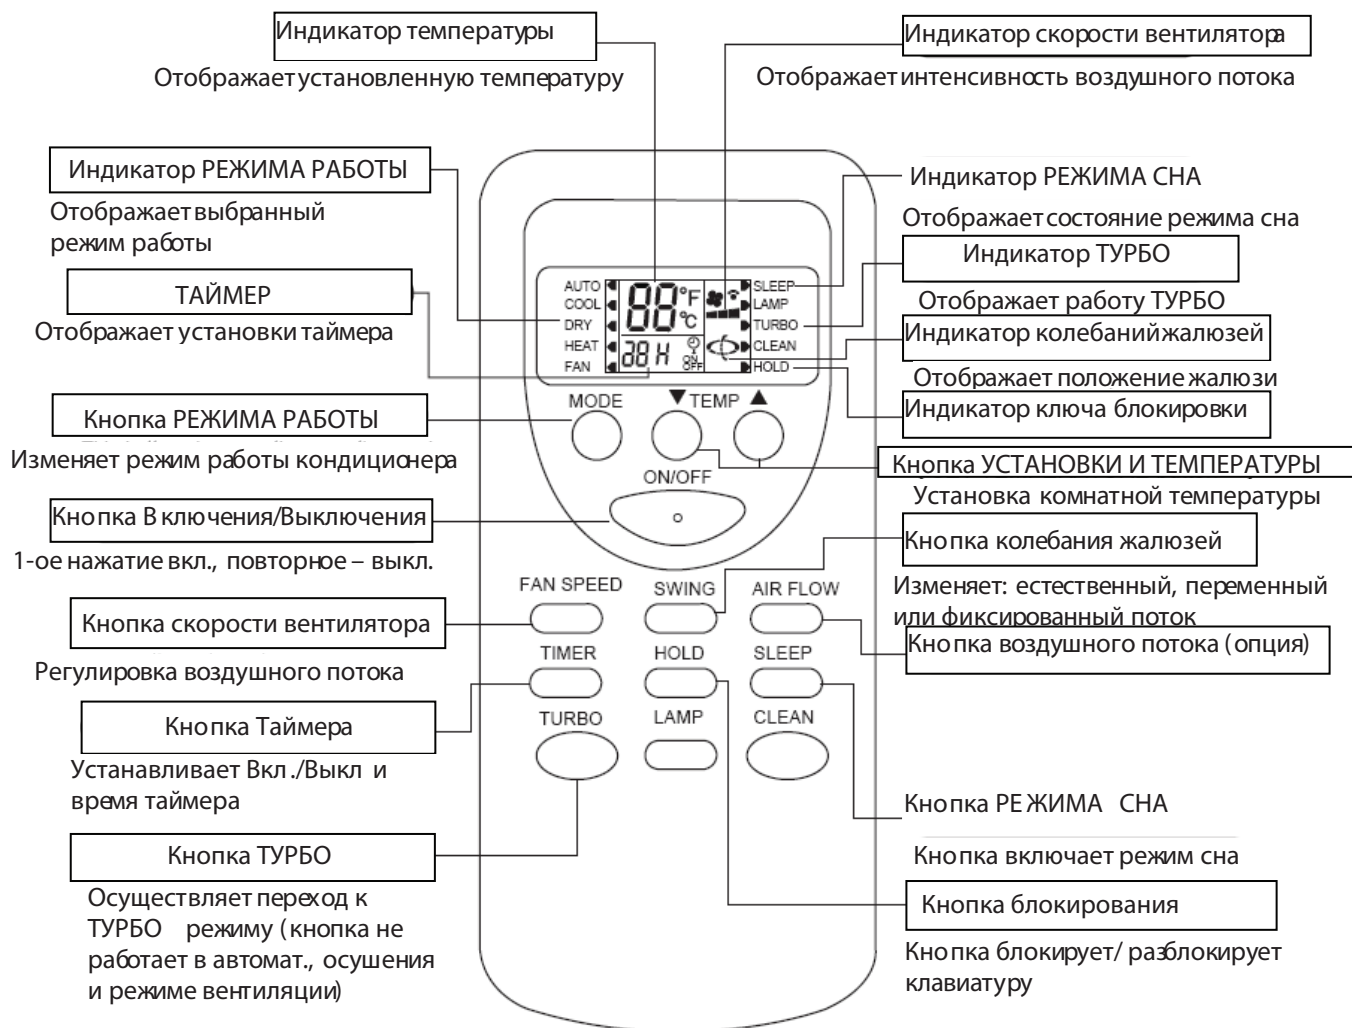 Индикатор температуры
Отображает установленную температуру
Индикатор скорости вентилятора
Отображает интенсивность воздушного потока
Индикатор РЕЖИМА РАБОТЫ
Отображает выбранный
режим работы
ТАЙМЕР
Отображает установки таймера
Кнопка РЕЖИМА РАБОТЫ
Изменяет режим работы кондиционера
Кнопка Включения/Выключения
1-ое нажатие вкл., повторное – выкл.
Кнопка скорости вентилятора
Регулировка воздушного потока
Кнопка Таймера
Устанавливает Вкл./Выкл и
время таймера
Кнопка ТУРБО
Осуществляет переход к
ТУРБО режиму (кнопка не
работает в автомат., осушения
и режиме вентиляции)
AUTO
COOL
DRY
HEAT
FAN
88 °F
°C
88 H ON
OFF
SLEEP
LAMP
TURBO
CLEAN
HOLD
MODE ▼ TEMP ▲
ON/OFF
FAN SPEED SWING AIR FLOW
TIMER HOLD SLEEP
TURBO LAMP CLEAN
Индикатор РЕЖИМА СНА
Отображает состояние режима сна
Индикатор ТУРБО
Отображает работу ТУРБО
Индикатор колебаний жалюзей
Отображает положение жалюзи
Индикатор ключа блокировки
Кнопка УСТАНОВКИ И ТЕМПЕРАТУРЫ
Установка комнатной температуры
Кнопка колебания жалюзей
Изменяет: естественный, переменный
или фиксированный поток
Кнопка воздушного потока (опция)
Кнопка РЕЖИМА СНА
Кнопка включает режим сна
Кнопка блокирования
Кнопка блокирует/ разблокирует
клавиатуру